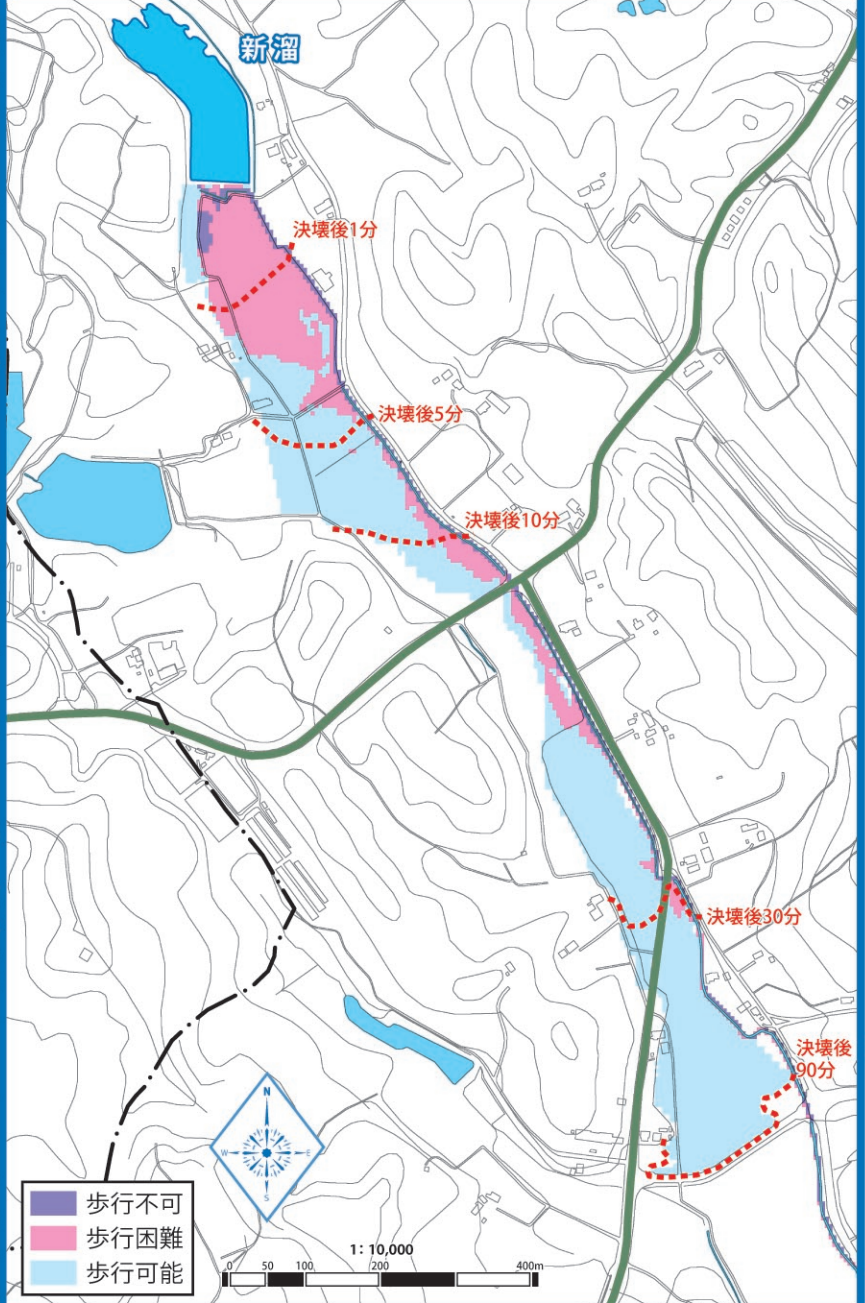 新溜
決壊後1分
決壊後5分
決壊後10分
決壊後30分
決壊後
90分
N
W
E
S
歩行不可
歩行困難
歩行可能
1:10,000
0 50 100 200 400m